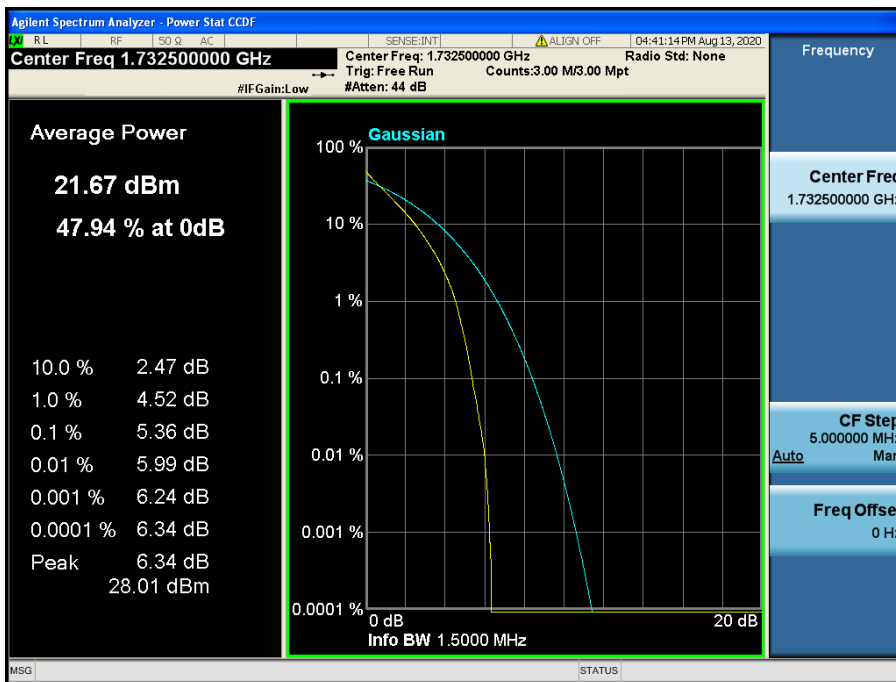 Agilent Spectrum Analyzer - Power Stat CCDF
LXI RL RF 50 Ω AC SENSE:INT ALIGN OFF 04:41:14 PM Aug 13, 2020
Center Freq 1.732500000 GHz
Center Freq: 1.732500000 GHz Radio Std: None
Trig: Free Run Counts:3.00 M/3.00 Mpt
#IFGain:Low #Atten: 44 dB
Frequency
Average Power
21.67 dBm
47.94 % at 0dB
10.0 % 2.47 dB
1.0 % 4.52 dB
0.1 % 5.36 dB
0.01 % 5.99 dB
0.001 % 6.24 dB
0.0001 % 6.34 dB
Peak 6.34 dB
28.01 dBm
Gaussian
100 %
10 %
1 %
0.1 %
0.01 %
0.001 %
0.0001 %
0 dB 20 dB
Info BW 1.5000 MHz
Center Freq
1.732500000 GHz
CF Step
5.000000 MHz
Auto Man
Freq Offse
0 Hz
MSG STATUS